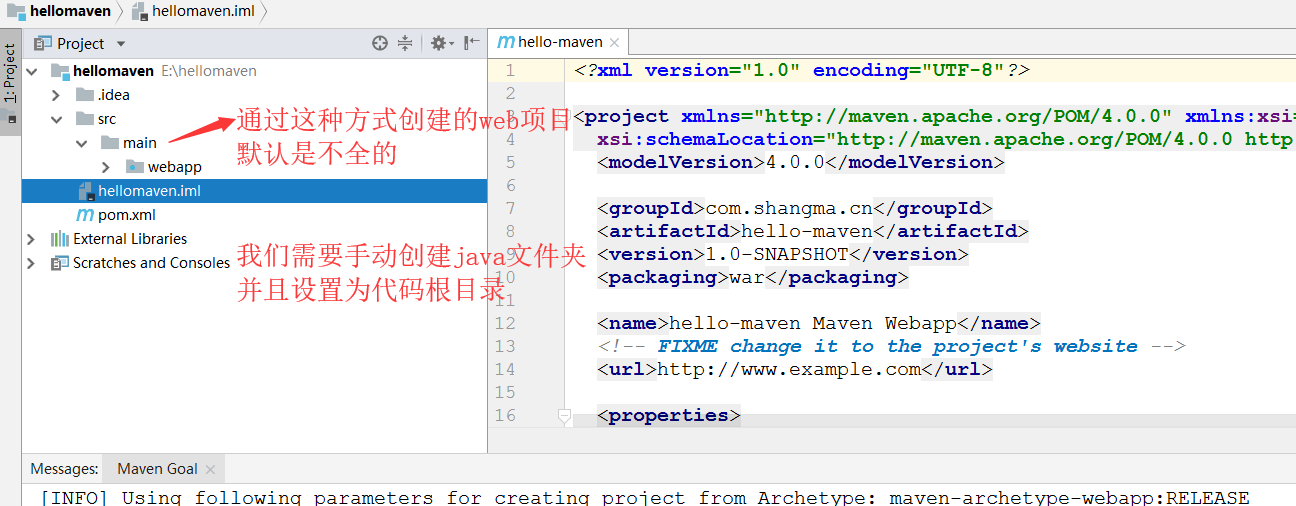 hellomaven hellomaven.iml
1: Project
Project
hello-maven
hellomaven E:\hellomaven
.idea
src
main
webapp
hellomaven.iml
pom.xml
External Libraries
Scratches and Consoles
通过这种方式创建的web项目
默认是不全的
我们需要手动创建java文件夹
并且设置为代码根目录
1 <?xml version="1.0" encoding="UTF-8"?>
2
3 <project xmlns="http://maven.apache.org/POM/4.0.0" xmlns:xsi=
4 xsi:schemaLocation="http://maven.apache.org/POM/4.0.0 http
5 <modelVersion>4.0.0</modelVersion>
6
7 <groupId>com.shangma.cn</groupId>
8 <artifactId>hello-maven</artifactId>
9 <version>1.0-SNAPSHOT</version>
10 <packaging>war</packaging>
11
12 <name>hello-maven Maven Webapp</name>
13 <!-- FIXME change it to the project's website -->
14 <url>http://www.example.com</url>
15
16 <properties>
Messages: Maven Goal
[INFO] Using following parameters for creating project from Archetype: maven-archetype-webapp:RELEASE